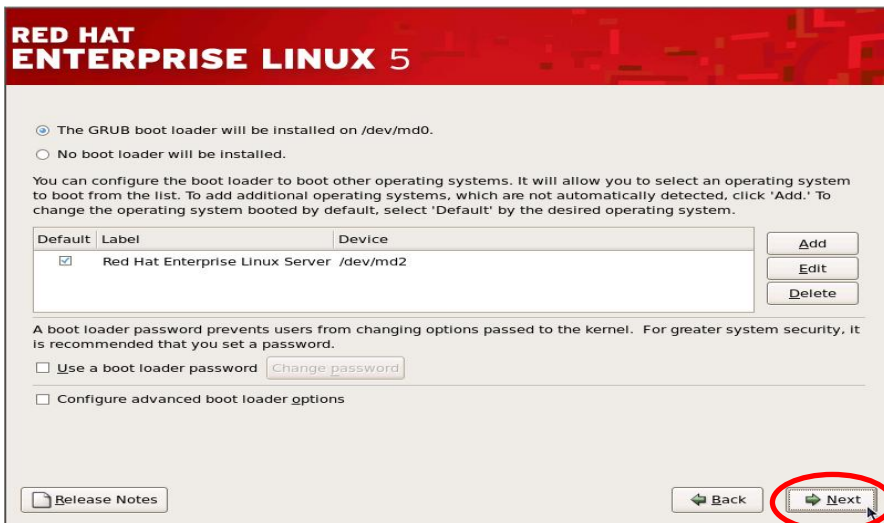 RED HAT
ENTERPRISE LINUX 5
The GRUB boot loader will be installed on /dev/md0.
No boot loader will be installed.
You can configure the boot loader to boot other operating systems. It will allow you to select an operating system
to boot from the list. To add additional operating systems, which are not automatically detected, click 'Add.' To
change the operating system booted by default, select 'Default' by the desired operating system.
Default Label Device
Red Hat Enterprise Linux Server /dev/md2
Add
Edit
Delete
A boot loader password prevents users from changing options passed to the kernel. For greater system security, it
is recommended that you set a password.
Use a boot loader password Change password
Configure advanced boot loader options
Release Notes Back Next